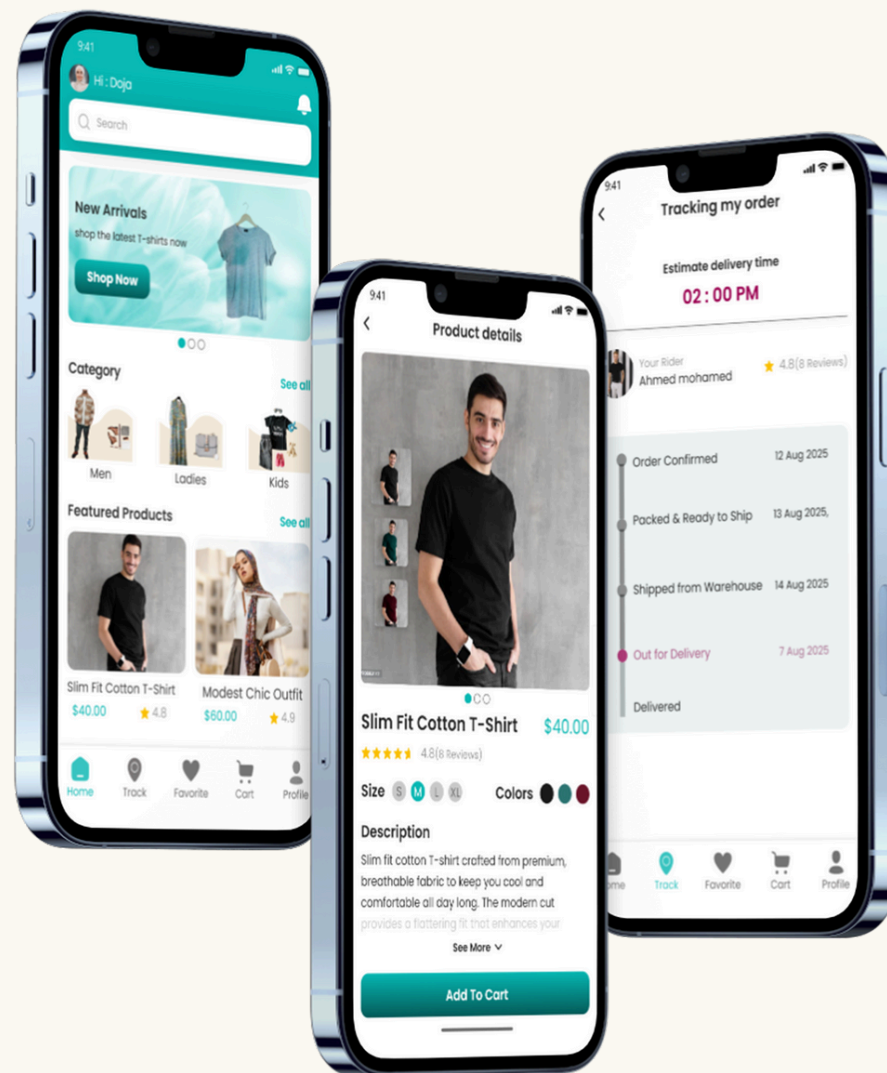 9:41
Hi : Doja
Search
New Arrivals
shop the latest T-shirts now
Shop Now
Category
See all
Men
Ladies
Kids
Featured Products
See all
Slim Fit Cotton T-Shirt
$40.00
4.8
Modest Chic Outfit
$60.00
4.9
Home
Track
Favorite
Cart
Profile
9:41
Product details
Slim Fit Cotton T-Shirt
$40.00
4.8(8 Reviews)
Size
S
M
L
XL
Colors
Description
Slim fit cotton T-shirt crafted from premium,
breathable fabric to keep you cool and
comfortable all day long. The modern cut
provides a flattering fit that enhances your
See More
Add To Cart
9:41
Tracking my order
Estimate delivery time
02 : 00 PM
Your Rider
Ahmed mohamed
4.8(8 Reviews)
Order Confirmed
12 Aug 2025
Packed & Ready to Ship
13 Aug 2025,
Shipped from Warehouse
14 Aug 2025
Out for Delivery
7 Aug 2025
Delivered
ome
Track
Favorite
Cart
Profile